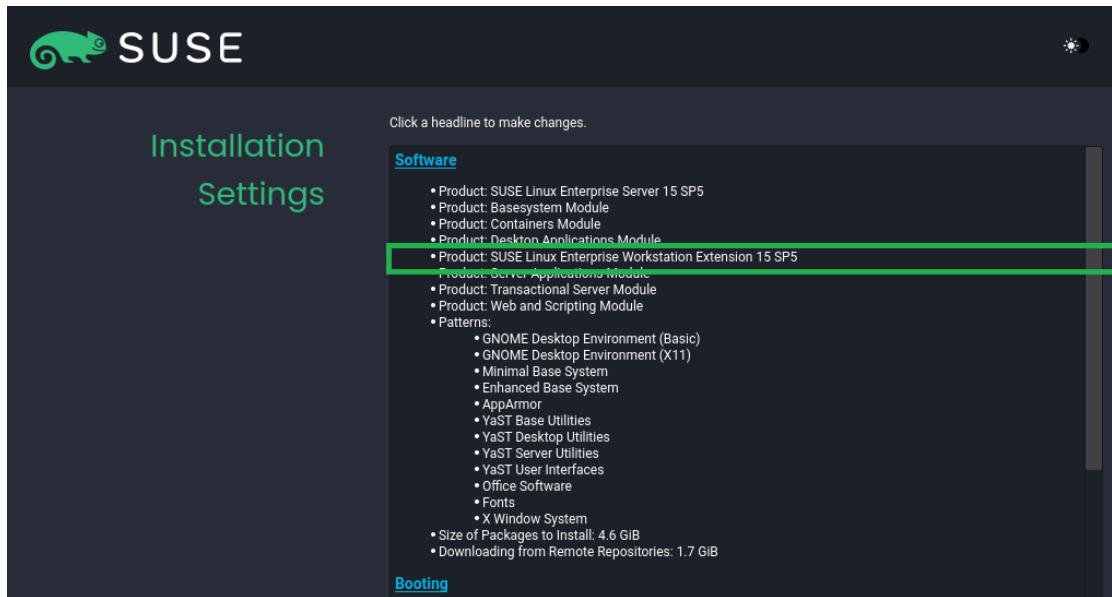 SUSE
Installation
Settings
Click a headline to make changes.
Software
• Product: SUSE Linux Enterprise Server 15 SP5
• Product: Basesystem Module
• Product: Containers Module
• Product: Desktop Applications Module
• Product: SUSE Linux Enterprise Workstation Extension 15 SP5
• Product: Server Applications Module
• Product: Transactional Server Module
• Product: Web and Scripting Module
• Patterns:
• GNOME Desktop Environment (Basic)
• GNOME Desktop Environment (X11)
• Minimal Base System
• Enhanced Base System
• AppArmor
• YaST Base Utilities
• YaST Desktop Utilities
• YaST Server Utilities
• YaST User Interfaces
• Office Software
• Fonts
• X Window System
• Size of Packages to Install: 4.6 GiB
• Downloading from Remote Repositories: 1.7 GiB
Booting